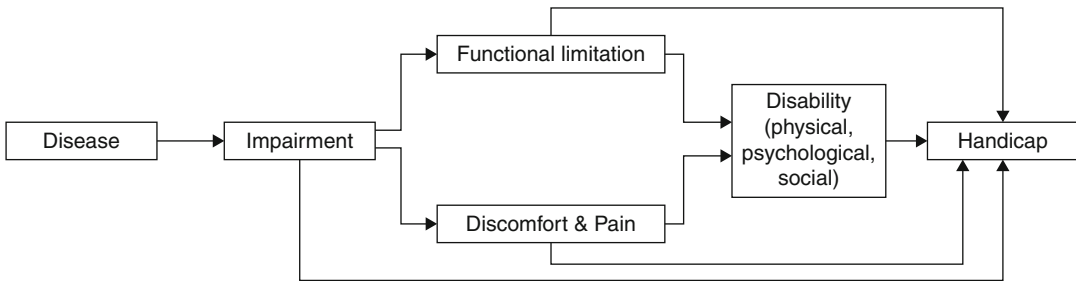 Disease
Impairment
Functional limitation
Discomfort & Pain
Disability
(physical,
psychological,
social)
Handicap